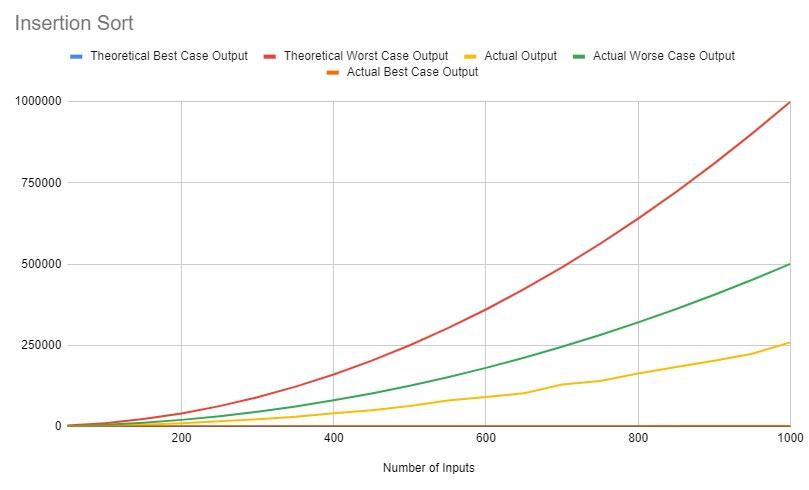 Insertion Sort
Theoretical Best Case Output Theoretical Worst Case Output Actual Output Actual Worse Case Output
Actual Best Case Output
1000000
750000
500000
250000
0
200 400 600 800 1000
Number of Inputs